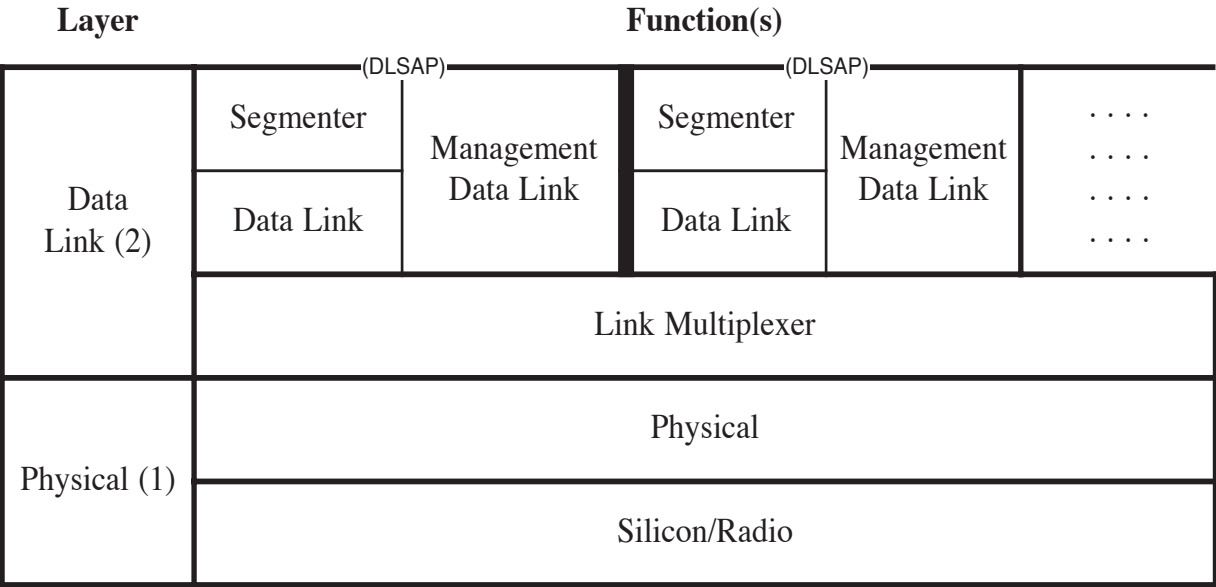 Layer
Function(s)
(DLSAP)
(DLSAP)
Segmenter
Management
Data Link
Data Link
Segmenter
Management
Data Link
Data Link
. . . .
. . . .
. . . .
. . . .
Data
Link (2)
Link Multiplexer
Physical (1)
Physical
Silicon/Radio